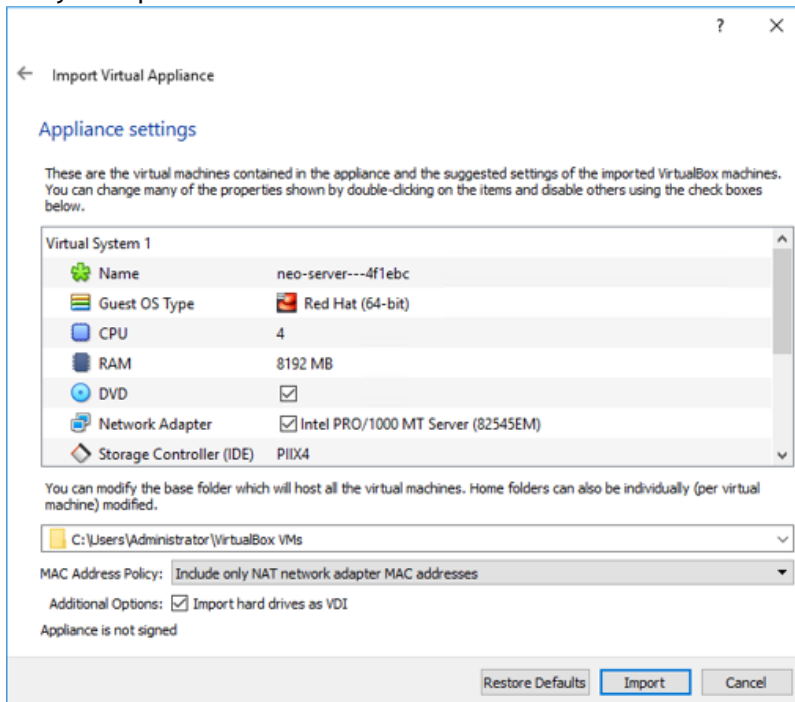 ?
Import Virtual Appliance
Appliance settings
These are the virtual machines contained in the appliance and the suggested settings of the imported VirtualBox machines.
You can change many of the properties shown by double-clicking on the items and disable others using the check boxes
below.
Virtual System 1
Name neo-server---4f1ebc
Guest OS Type Red Hat (64-bit)
CPU 4
RAM 8192 MB
DVD
Network Adapter Intel PRO/1000 MT Server (82545EM)
Storage Controller (IDE) PIIX4
You can modify the base folder which will host all the virtual machines. Home folders can also be individually (per virtual
machine) modified.
C:\Users\Administrator\VirtualBox VMs
MAC Address Policy: Include only NAT network adapter MAC addresses
Additional Options: Import hard drives as VDI
Appliance is not signed
Restore Defaults Import Cancel